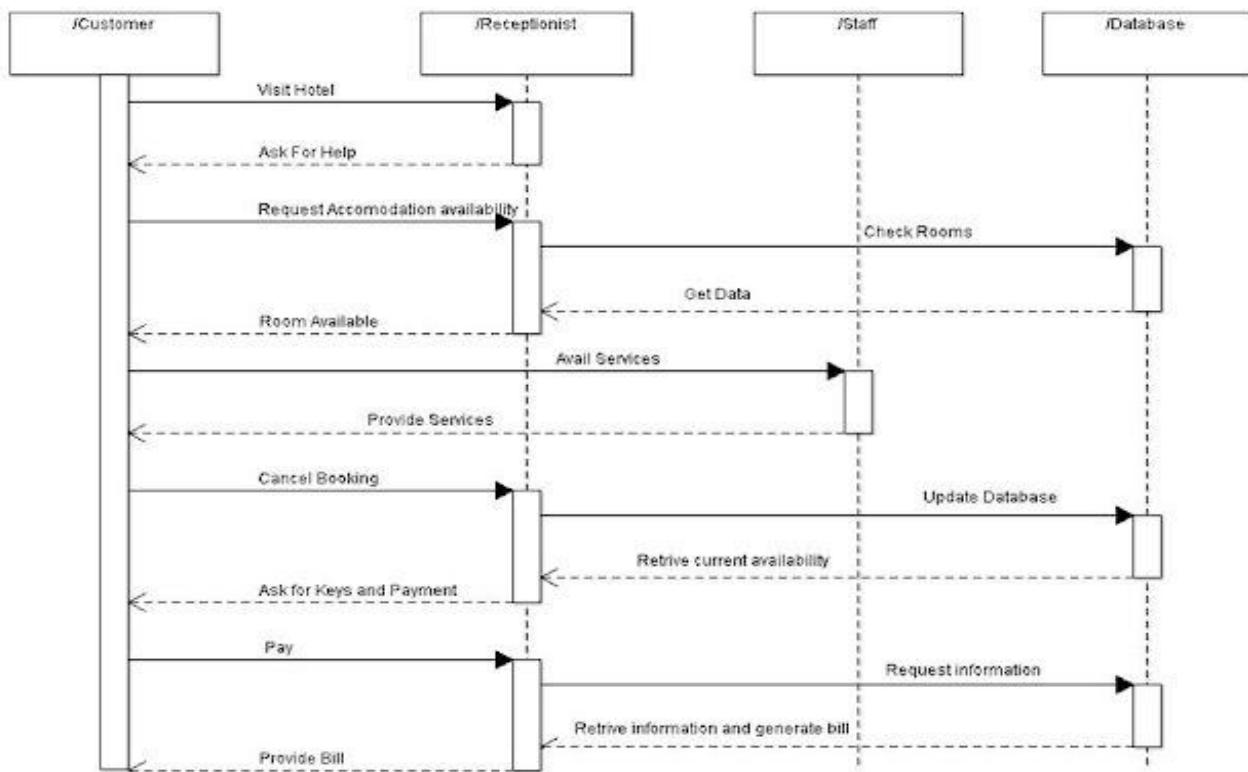 /Customer
/Receptionist
/Staff
/Database
Visit Hotel
Ask For Help
Request Accomodation availability
Check Rooms
Get Data
Room Available
Avail Services
Provide Services
Cancel Booking
Update Database
Retrive current availability
Ask for Keys and Payment
Pay
Request information
Retrive information and generate bill
Provide Bill